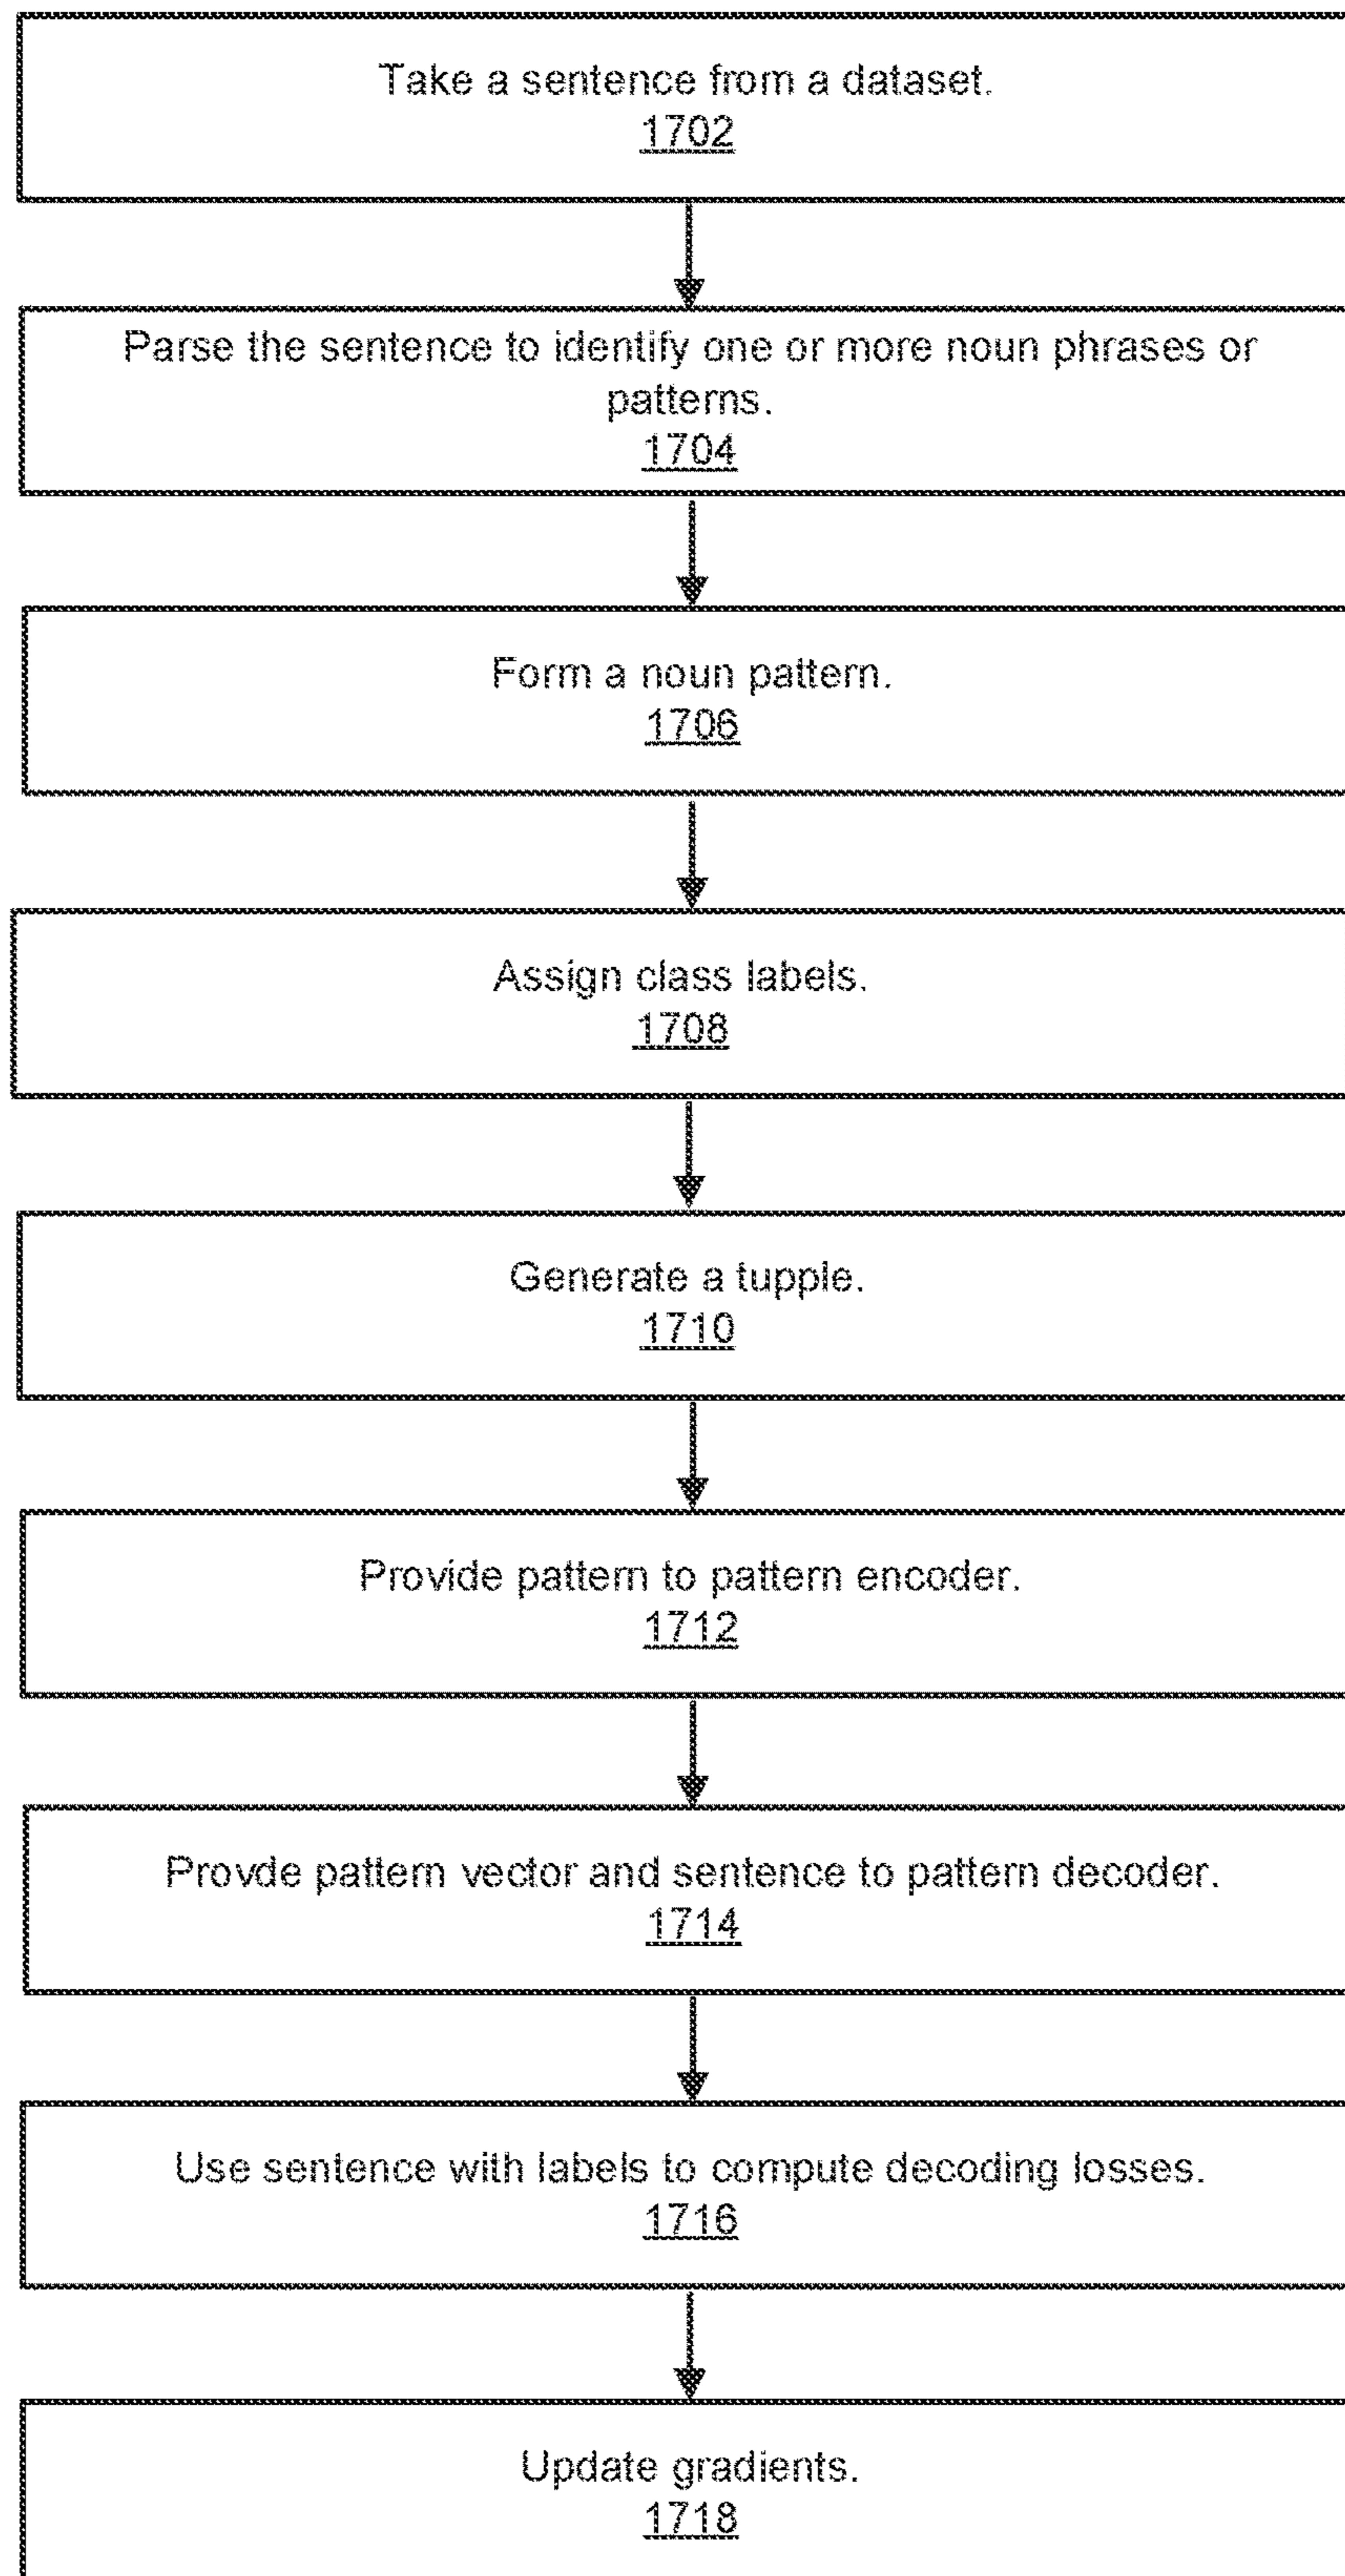 Take a sentence from a dataset.
1702
Parse the sentence to identify one or more noun phrases or
patterns.
1704
Form a noun pattern.
1706
Assign class labels.
1708
Generate a tupple.
1710
Provide pattern to pattern encoder.
1712
Provde pattern vector and sentence to pattern decoder.
1714
Use sentence with labels to compute decoding losses.
1716
Update gradients.
1718